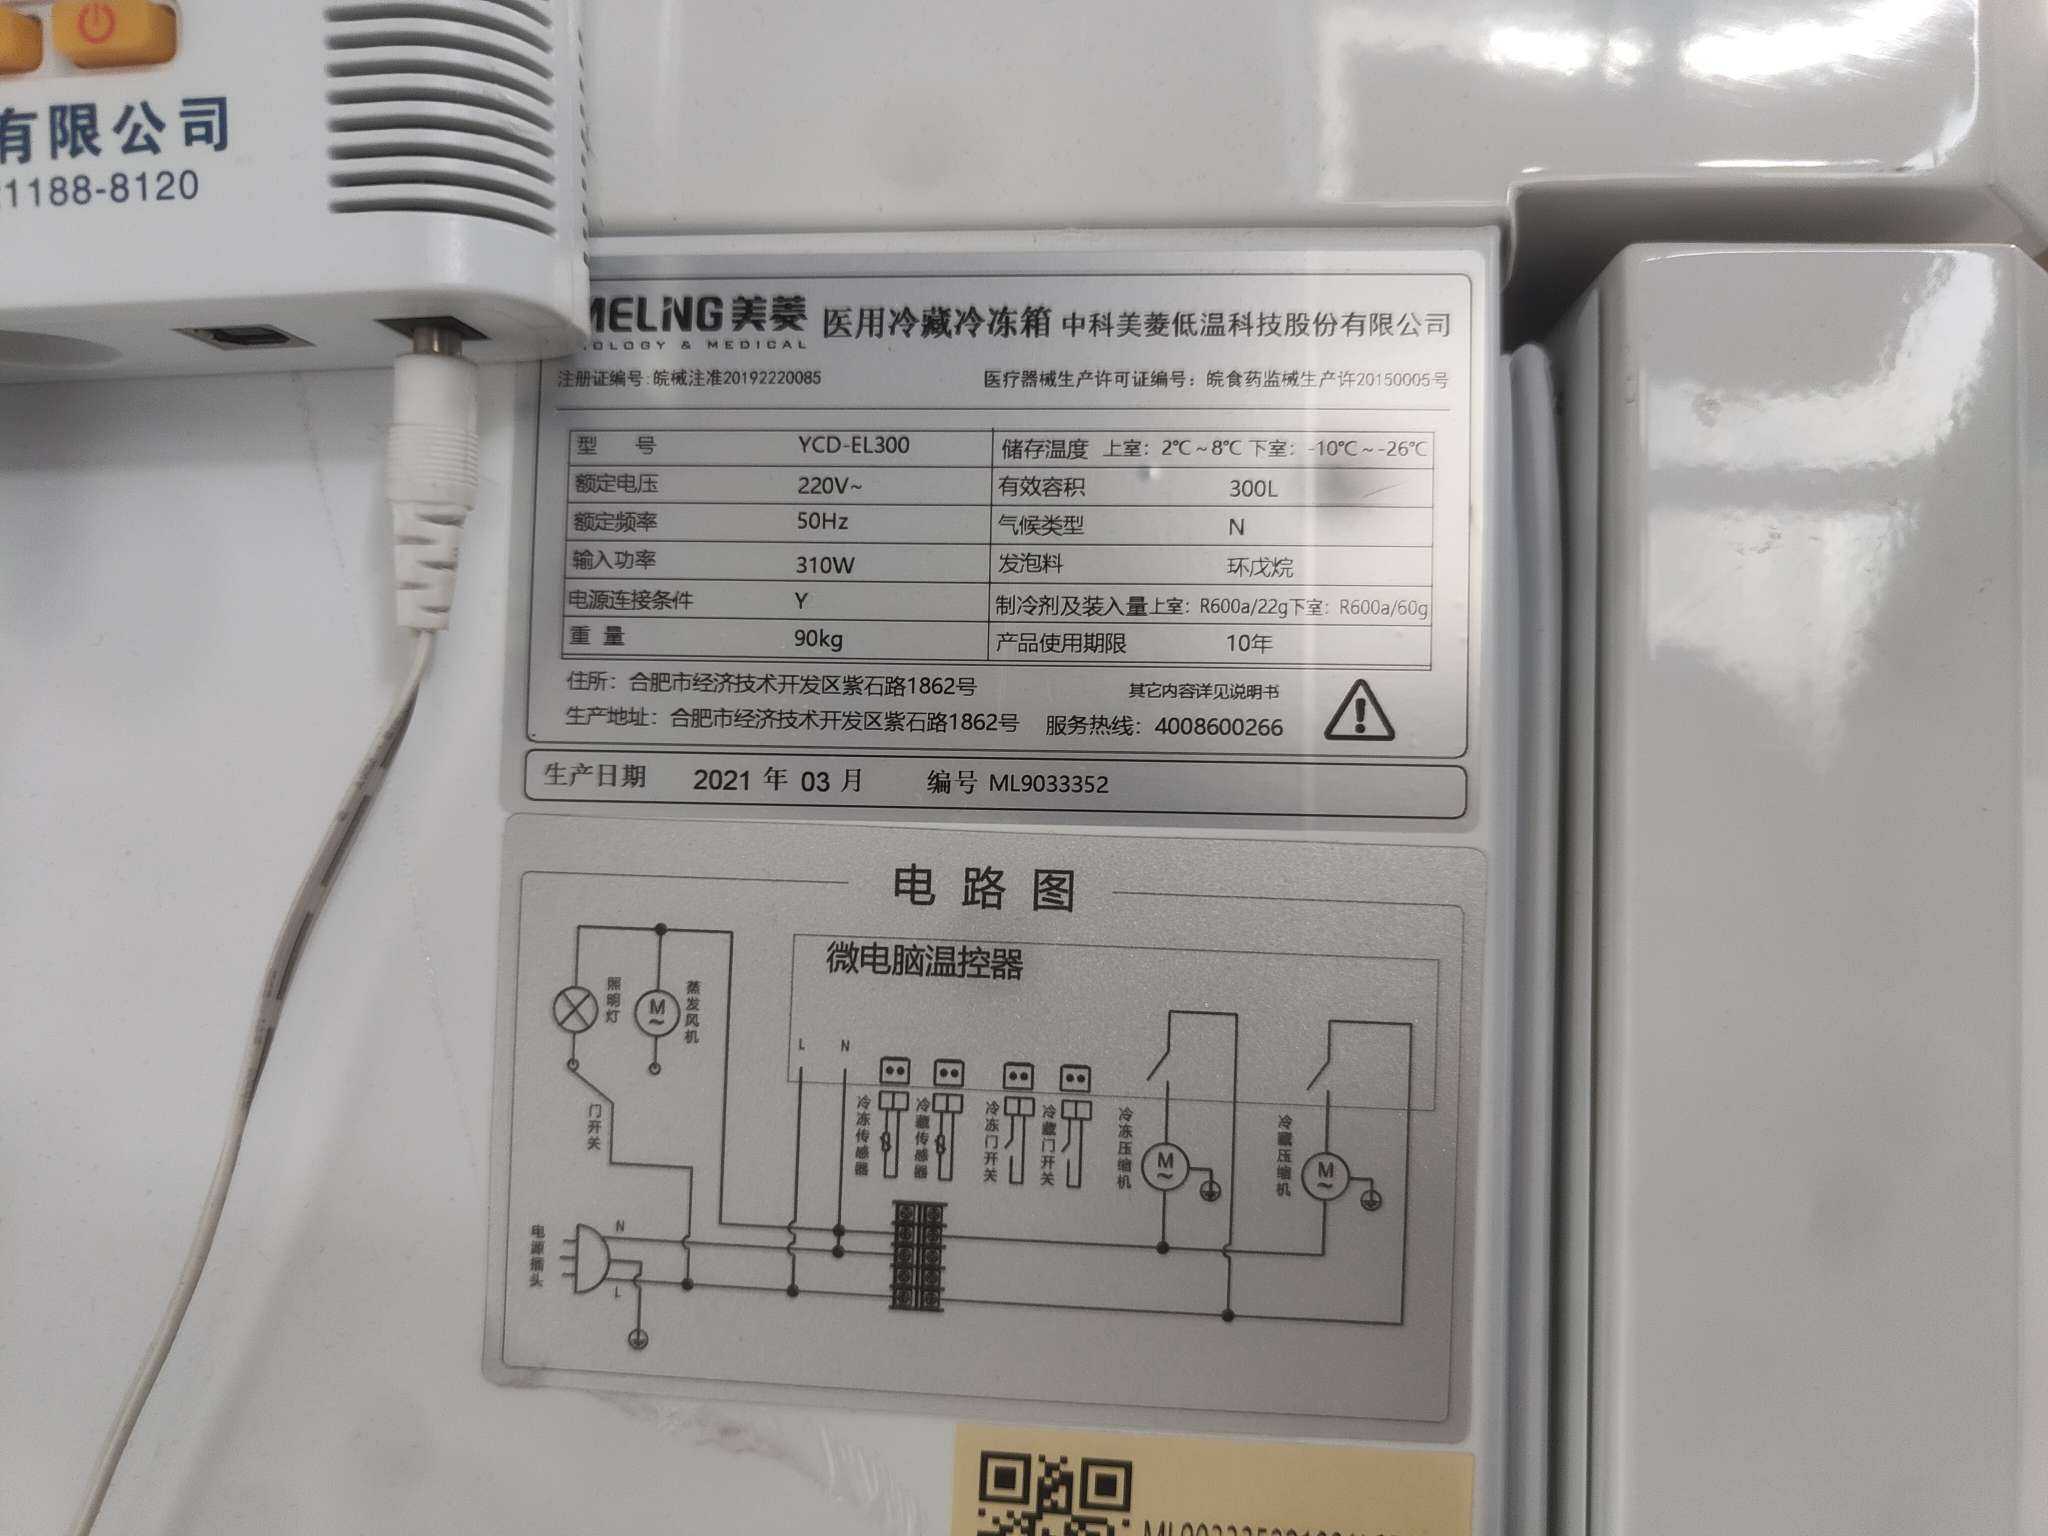 有限公司
1188-8120
MELING美菱 医用冷藏冷冻箱 中科美菱低温科技股份有限公司
OLOGY & MEDICAL
注册证编号: 皖械注准20192220085 医疗器械生产许可证编号: 皖食药监械生产许20150005号
型 号 YCD-EL300 储存温度 上室: 2℃~8℃ 下室: -10℃~-26℃
额定电压 220V~ 有效容积 300L
额定频率 50Hz 气候类型 N
输入功率 310W 发泡料 环戊烷
电源连接条件 Y 制冷剂及装入量 上室: R600a/22g 下室: R600a/60g
重 量 90kg 产品使用期限 10年
住所: 合肥市经济技术开发区紫石路1862号 其它内容详见说明书
生产地址: 合肥市经济技术开发区紫石路1862号 服务热线: 4008600266
生产日期 2021 年 03 月 编号 ML9033352
电路图
微电脑温控器
照明灯
M~
蒸发风机
L
N
门开关
冷冻传感器
冷藏传感器
冷冻门开关
冷藏门开关
冷冻压缩机
M~
冷藏压缩机
M~
电源插头
N
L